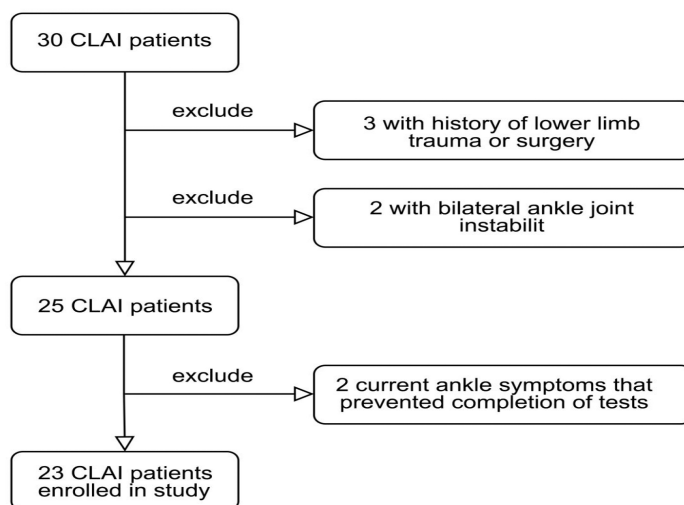 30 CLAI patients
exclude
3 with history of lower limb
trauma or surgery
exclude
2 with bilateral ankle joint
instabilit
25 CLAI patients
exclude
2 current ankle symptoms that
prevented completion of tests
23 CLAI patients
enrolled in study